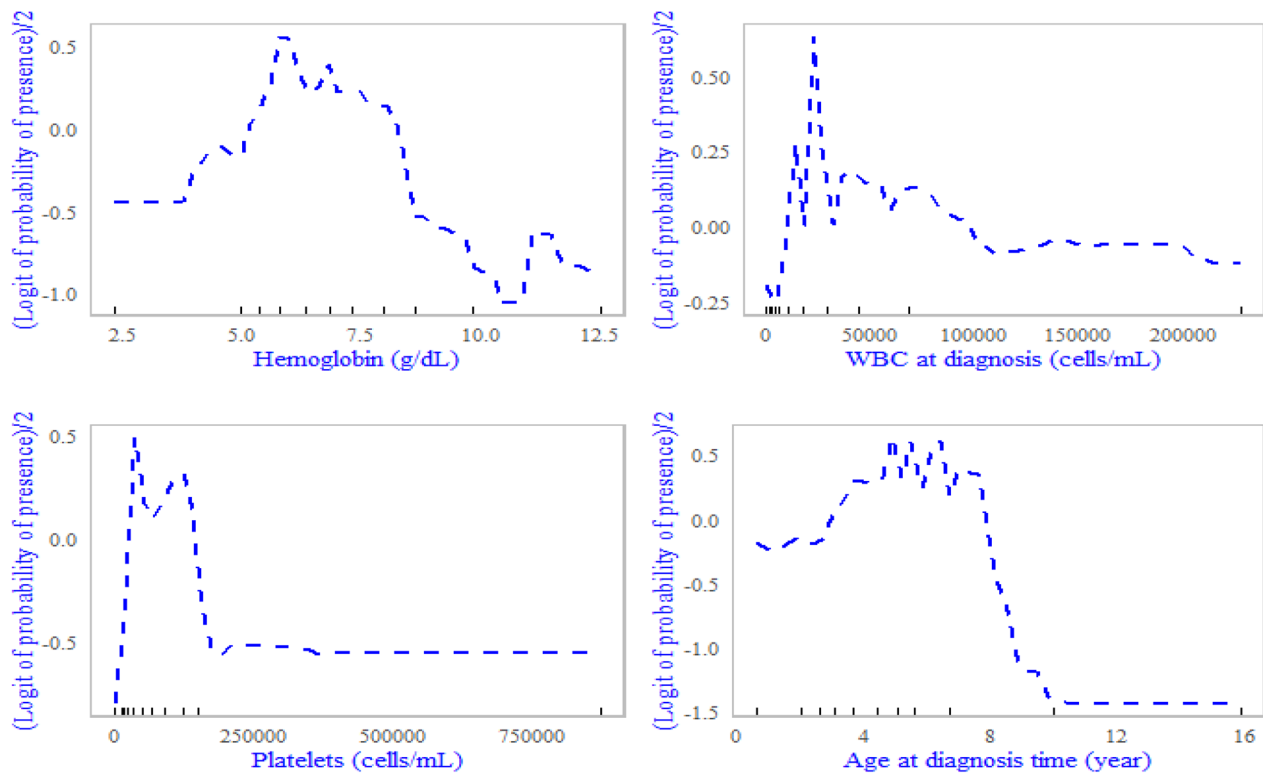 (Logit of probability of presence)/2
0.5
0.0
-0.5
-1.0
2.5 5.0 7.5 10.0 12.5
Hemoglobin (g/dL)
(Logit of probability of presence)/2
0.50
0.25
0.00
-0.25
0 50000 100000 150000 200000
WBC at diagnosis (cells/mL)
(Logit of probability of presence)/2
0.5
0.0
-0.5
0 250000 500000 750000
Platelets (cells/mL)
(Logit of probability of presence)/2
0.5
0.0
-0.5
-1.0
-1.5
0 4 8 12 16
Age at diagnosis time (year)